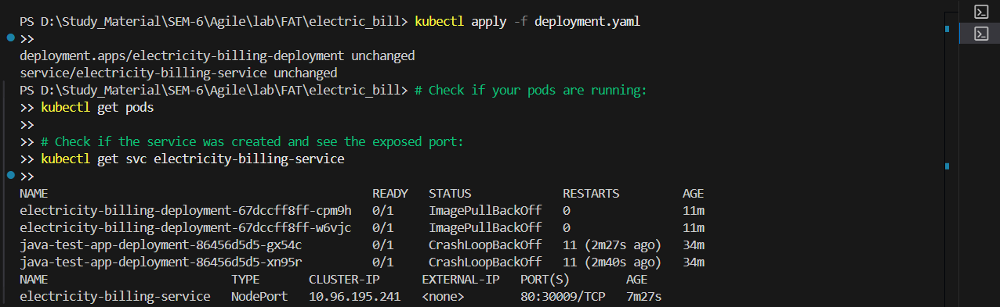 PS D:\Study_Material\SEM-6\Agile\lab\FAT\electric_bill> kubectl apply -f deployment.yaml
>>
deployment.apps/electricity-billing-deployment unchanged
service/electricity-billing-service unchanged
PS D:\Study_Material\SEM-6\Agile\lab\FAT\electric_bill> # Check if your pods are running:
>> kubectl get pods
>>
>> # Check if the service was created and see the exposed port:
>> kubectl get svc electricity-billing-service
>>
NAME READY STATUS RESTARTS AGE
electricity-billing-deployment-67dccff8ff-cpm9h 0/1 ImagePullBackOff 0 11m
electricity-billing-deployment-67dccff8ff-w6vjc 0/1 ImagePullBackOff 0 11m
java-test-app-deployment-86456d5d5-gx54c 0/1 CrashLoopBackOff 11 (2m27s ago) 34m
java-test-app-deployment-86456d5d5-xn95r 0/1 CrashLoopBackOff 11 (2m40s ago) 34m
NAME TYPE CLUSTER-IP EXTERNAL-IP PORT(S) AGE
electricity-billing-service NodePort 10.96.195.241 <none> 80:30009/TCP 7m27s